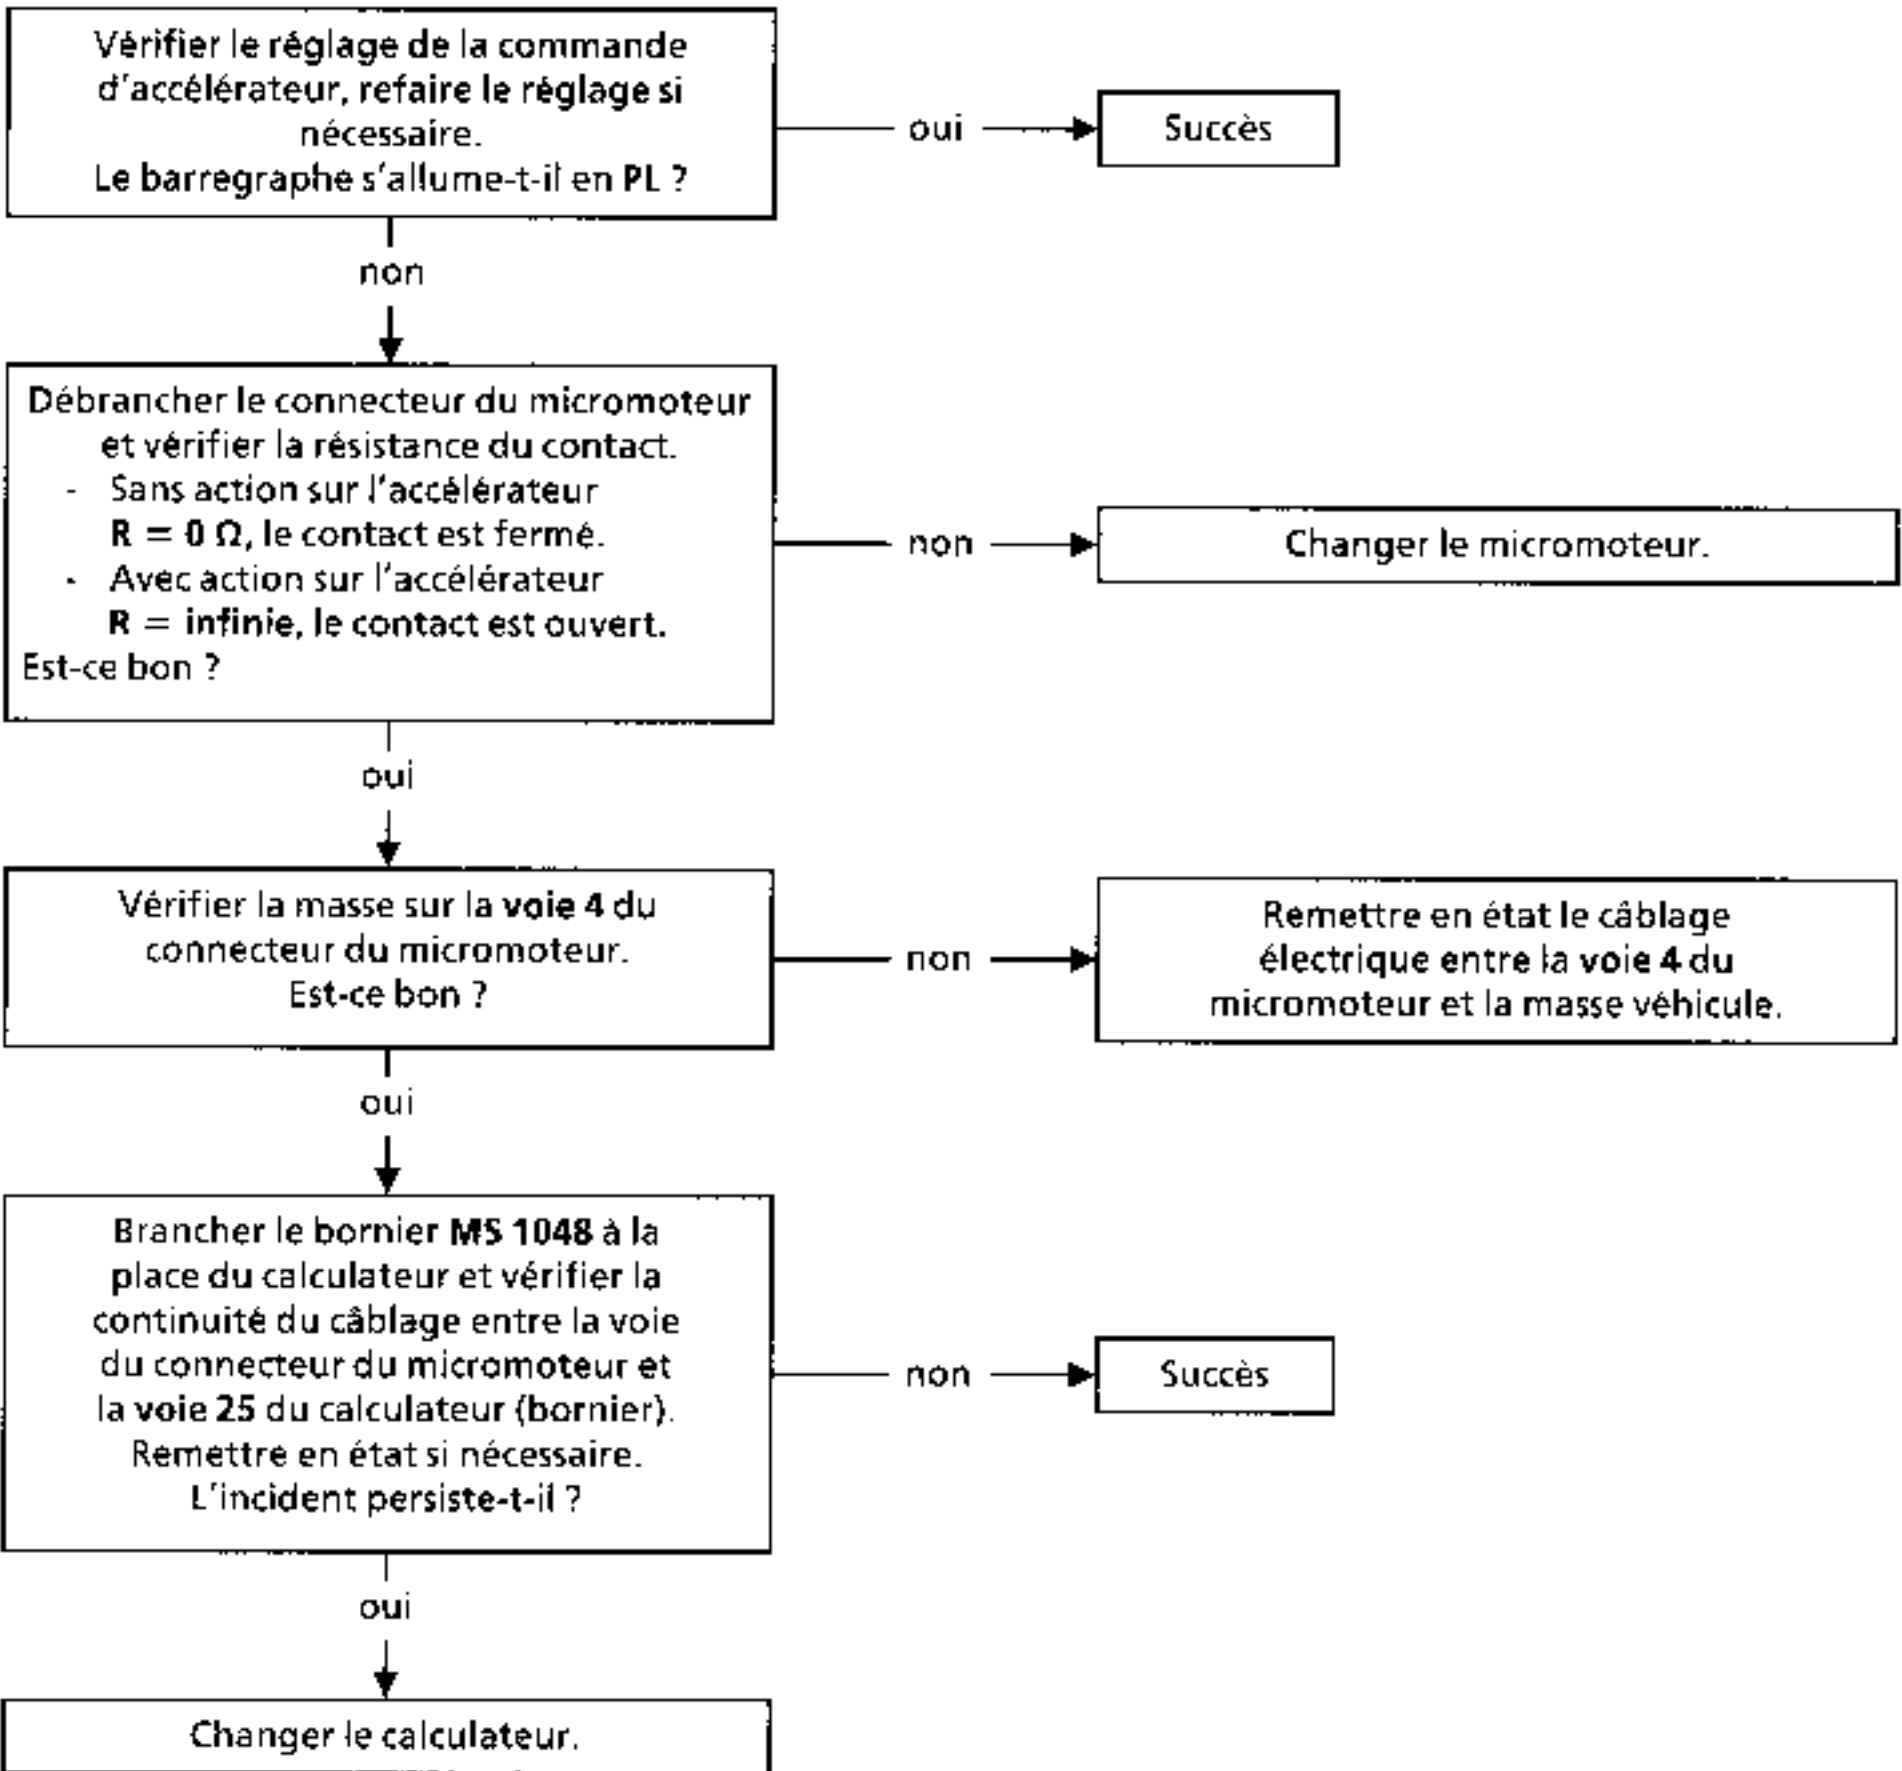 Vérifier le réglage de la commande
d'accélérateur, refaire le réglage si
nécessaire.
Le barregraphe s'allume-t-il en PL ?
oui
Succès
non
Débrancher le connecteur du micromoteur
et vérifier la résistance du contact.
- Sans action sur l'accélérateur
R = 0 Ω, le contact est fermé.
- Avec action sur l'accélérateur
R = infinie, le contact est ouvert.
Est-ce bon ?
non
Changer le micromoteur.
oui
Vérifier la masse sur la voie 4 du
connecteur du micromoteur.
Est-ce bon ?
non
Remettre en état le câblage
électrique entre la voie 4 du
micromoteur et la masse véhicule.
oui
Brancher le bornier MS 1048 à la
place du calculateur et vérifier la
continuité du câblage entre la voie
du connecteur du micromoteur et
la voie 25 du calculateur (bornier).
Remettre en état si nécessaire.
L'incident persiste-t-il ?
non
Succès
oui
Changer le calculateur.